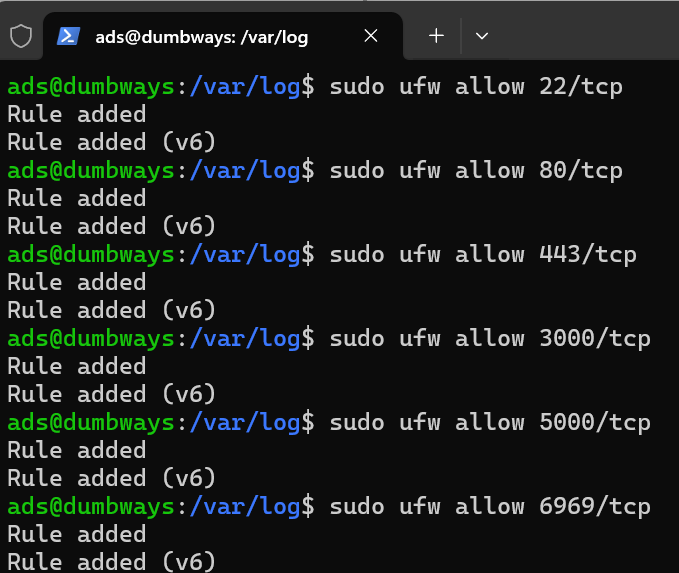 ads@dumbways: /var/log
ads@dumbways:/var/log$ sudo ufw allow 22/tcp
Rule added
Rule added (v6)
ads@dumbways:/var/log$ sudo ufw allow 80/tcp
Rule added
Rule added (v6)
ads@dumbways:/var/log$ sudo ufw allow 443/tcp
Rule added
Rule added (v6)
ads@dumbways:/var/log$ sudo ufw allow 3000/tcp
Rule added
Rule added (v6)
ads@dumbways:/var/log$ sudo ufw allow 5000/tcp
Rule added
Rule added (v6)
ads@dumbways:/var/log$ sudo ufw allow 6969/tcp
Rule added
Rule added (v6)